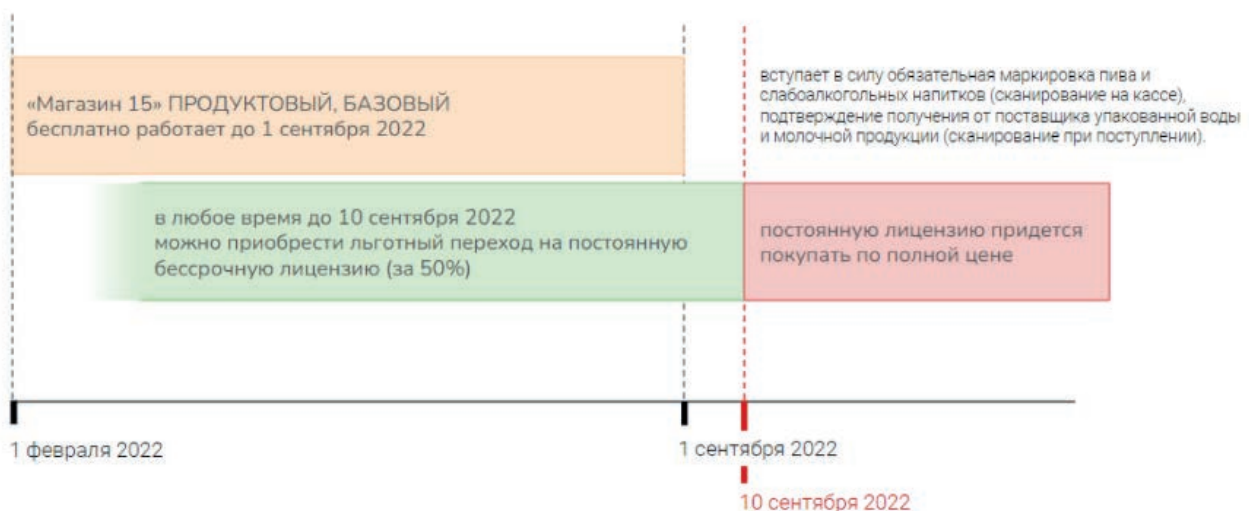 «Магазин 15» ПРОДУКТОВЫЙ, БАЗОВЫЙ
бесплатно работает до 1 сентября 2022
вступает в силу обязательная маркировка пива и
слабоалкогольных напитков (сканирование на кассе),
подтверждение получения от поставщика упакованной воды
и молочной продукции (сканирование при поступлении).
в любое время до 10 сентября 2022
можно приобрести льготный переход на постоянную
бессрочную лицензию (за 50%)
постоянную лицензию придется
покупать по полной цене
1 февраля 2022
1 сентября 2022
10 сентября 2022